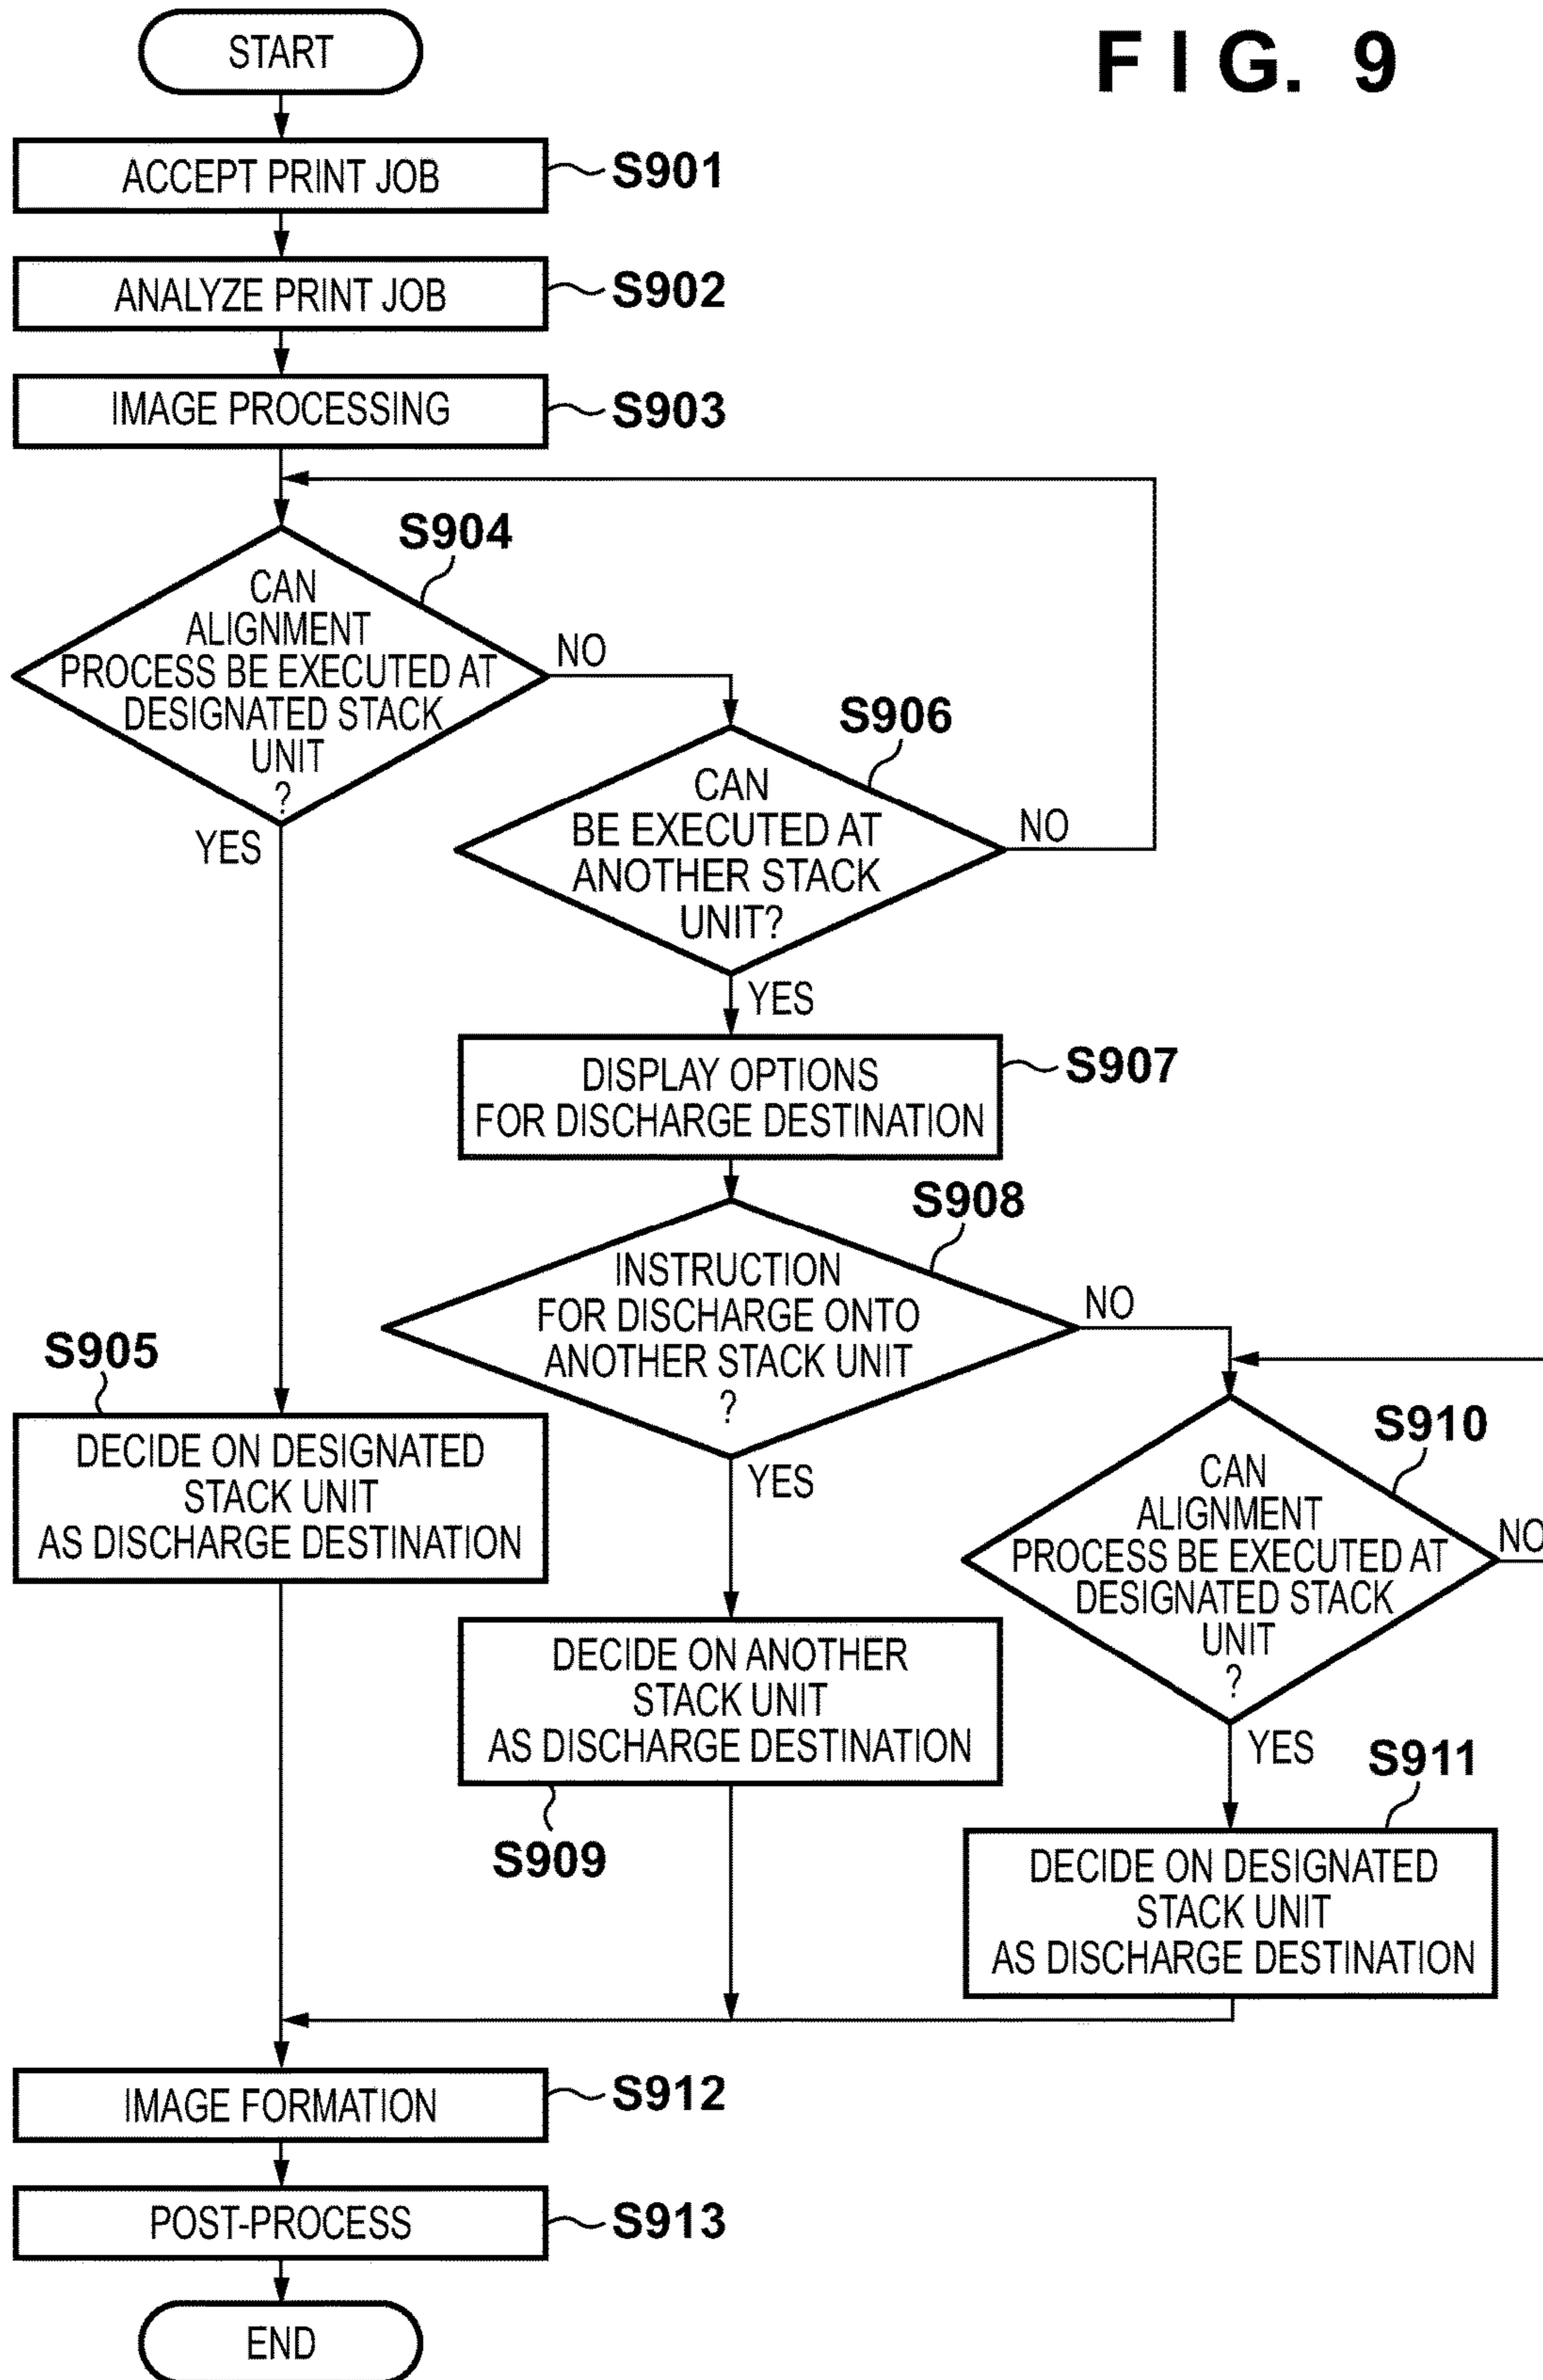 FIG. 9
START
ACCEPT PRINT JOB
S901
ANALYZE PRINT JOB
S902
IMAGE PROCESSING
S903
S904
CAN
ALIGNMENT
PROCESS BE EXECUTED AT
DESIGNATED STACK
UNIT
?
NO
YES
S906
CAN
BE EXECUTED AT
ANOTHER STACK
UNIT?
NO
YES
DISPLAY OPTIONS
FOR DISCHARGE DESTINATION
S907
S908
INSTRUCTION
FOR DISCHARGE ONTO
ANOTHER STACK UNIT
?
NO
YES
S905
DECIDE ON DESIGNATED
STACK UNIT
AS DISCHARGE DESTINATION
S910
CAN
ALIGNMENT
PROCESS BE EXECUTED AT
DESIGNATED STACK
UNIT
?
NO
YES
DECIDE ON ANOTHER
STACK UNIT
AS DISCHARGE DESTINATION
S909
S911
DECIDE ON DESIGNATED
STACK UNIT
AS DISCHARGE DESTINATION
IMAGE FORMATION
S912
POST-PROCESS
S913
END